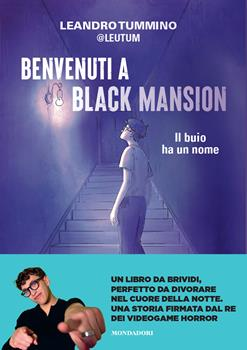 LEANDRO TUMMINO
@LEUTUM
BENVENUTI A
BLACK MANSION
Il buio
ha un nome
UN LIBRO DA BRIVIDI,
PERFETTO DA DIVORARE
NEL CUORE DELLA NOTTE.
UNA STORIA FIRMATA DAL RE
DEI VIDEOGAME HORROR
MONDADORI